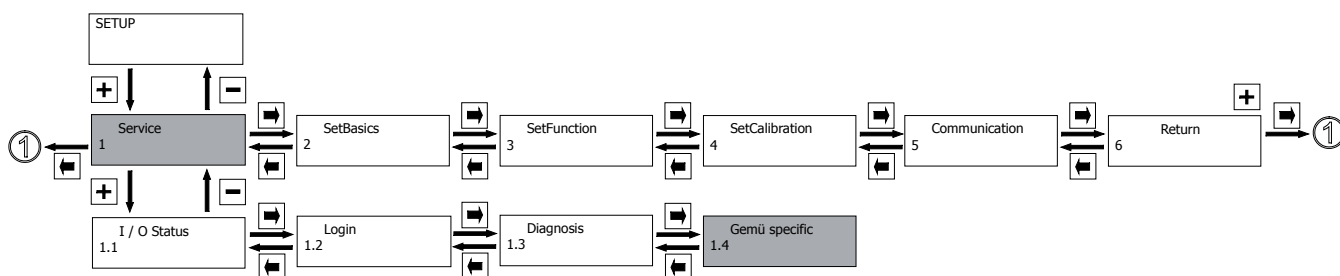 SETUP
+ −
① Service SetBasics SetFunction SetCalibration Communication Return + ①
1 2 3 4 5 6
+ −
I / O Status Login Diagnosis Gemü specific
1.1 1.2 1.3 1.4